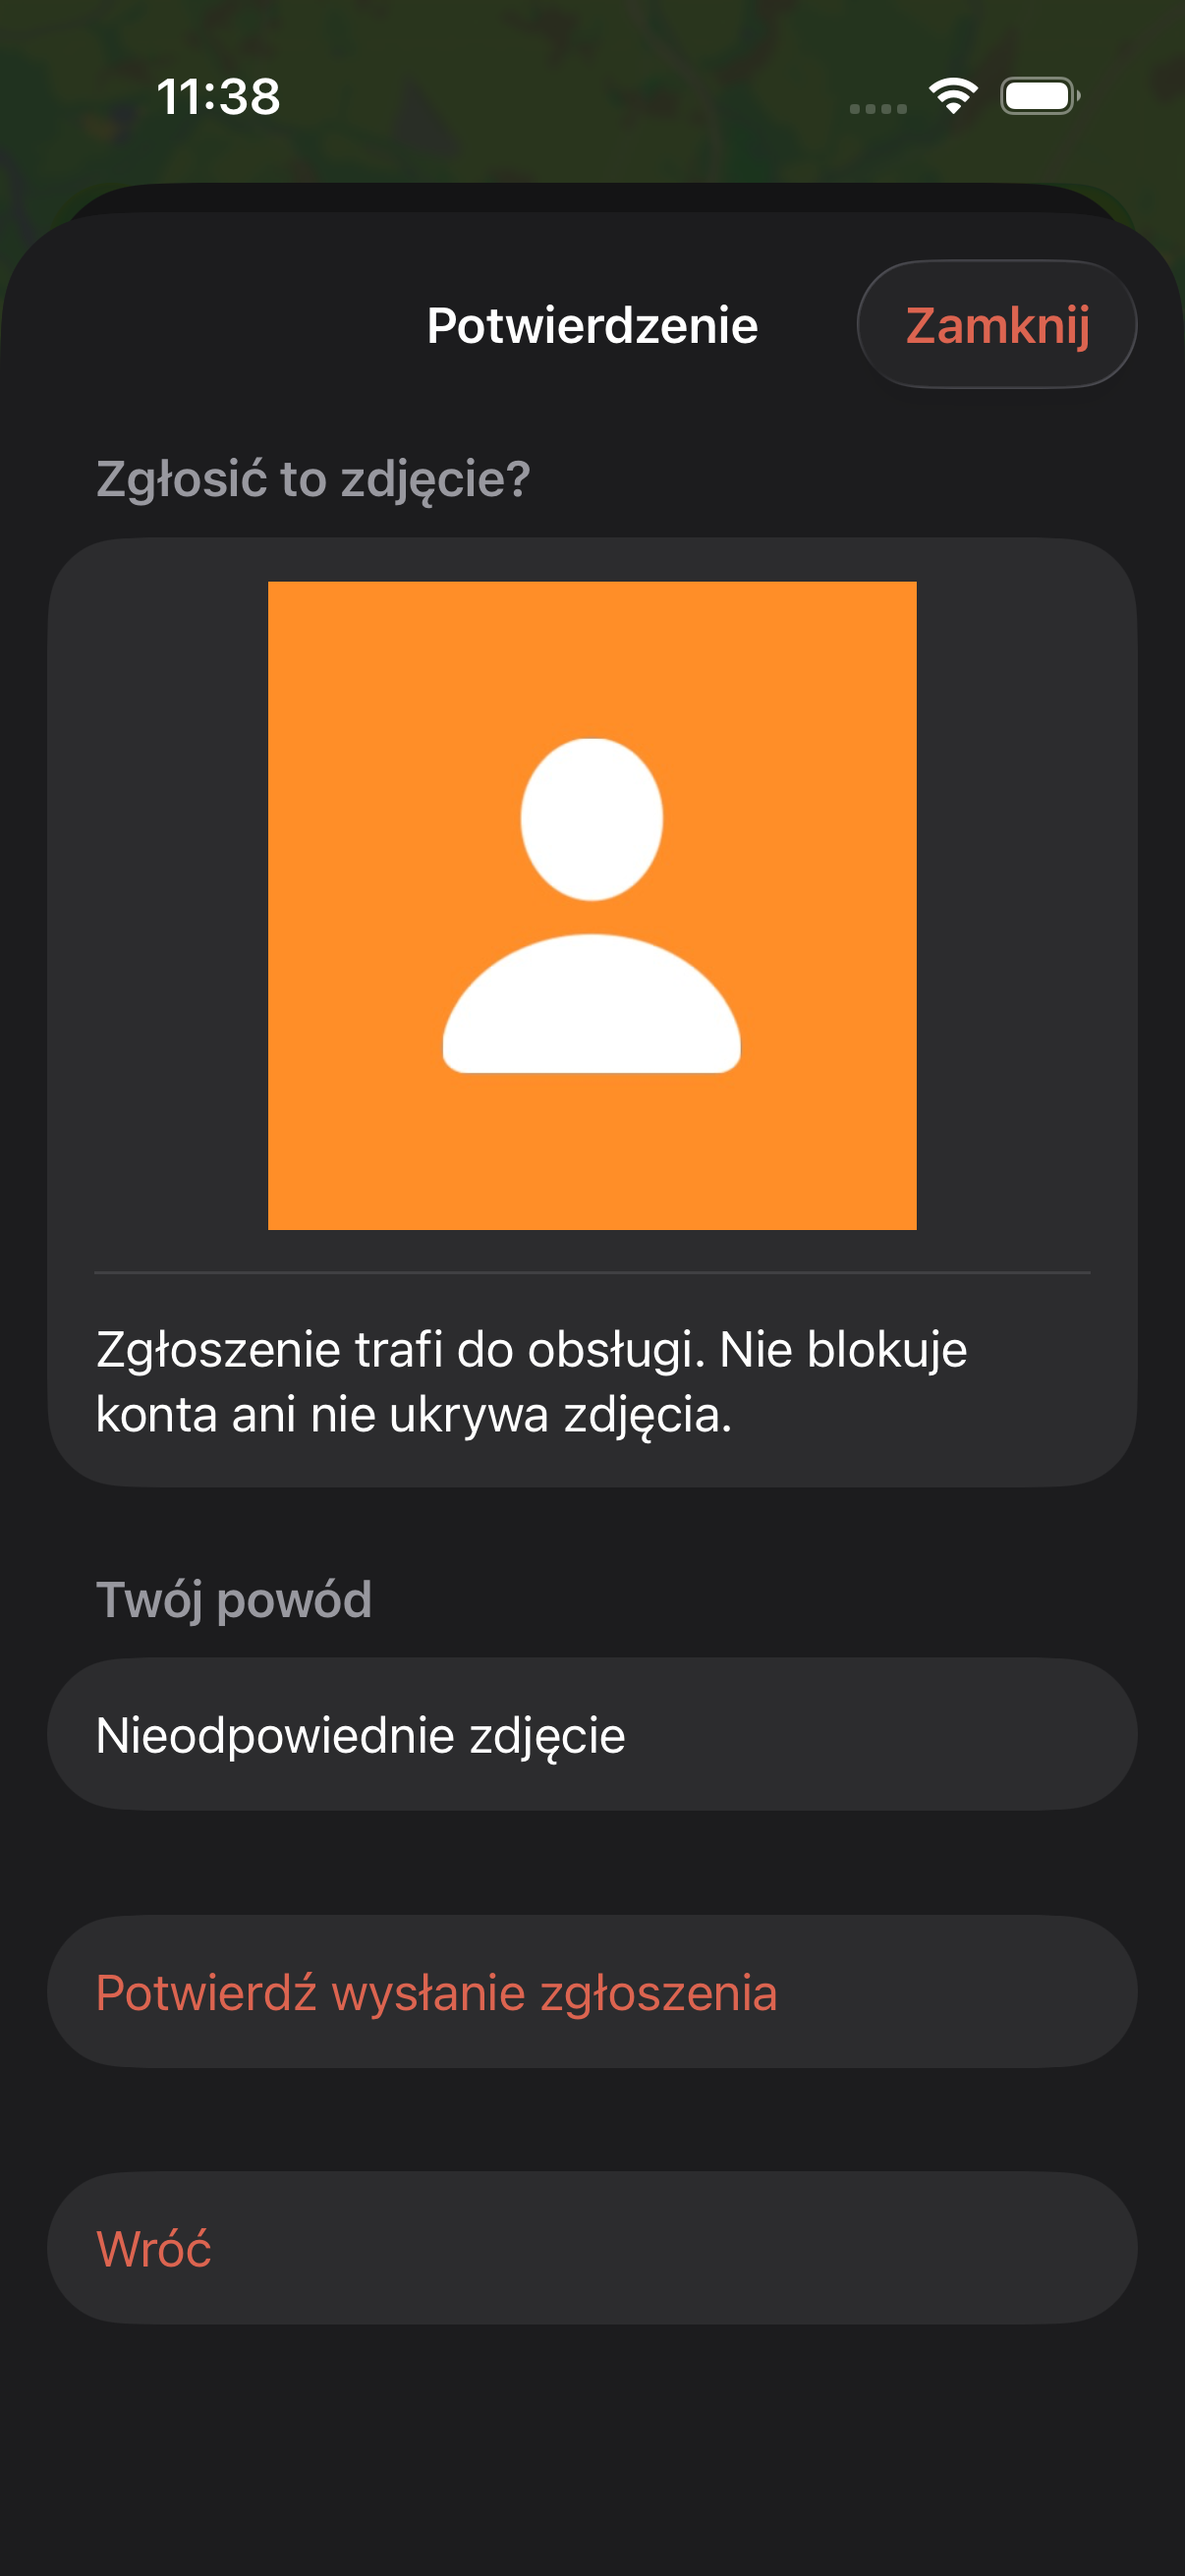 11:38
Potwierdzenie
Zamknij
Zgłosić to zdjęcie?
Zgłoszenie trafi do obsługi. Nie blokuje
konta ani nie ukrywa zdjęcia.
Twój powód
Nieodpowiednie zdjęcie
Potwierdź wysłanie zgłoszenia
Wróć